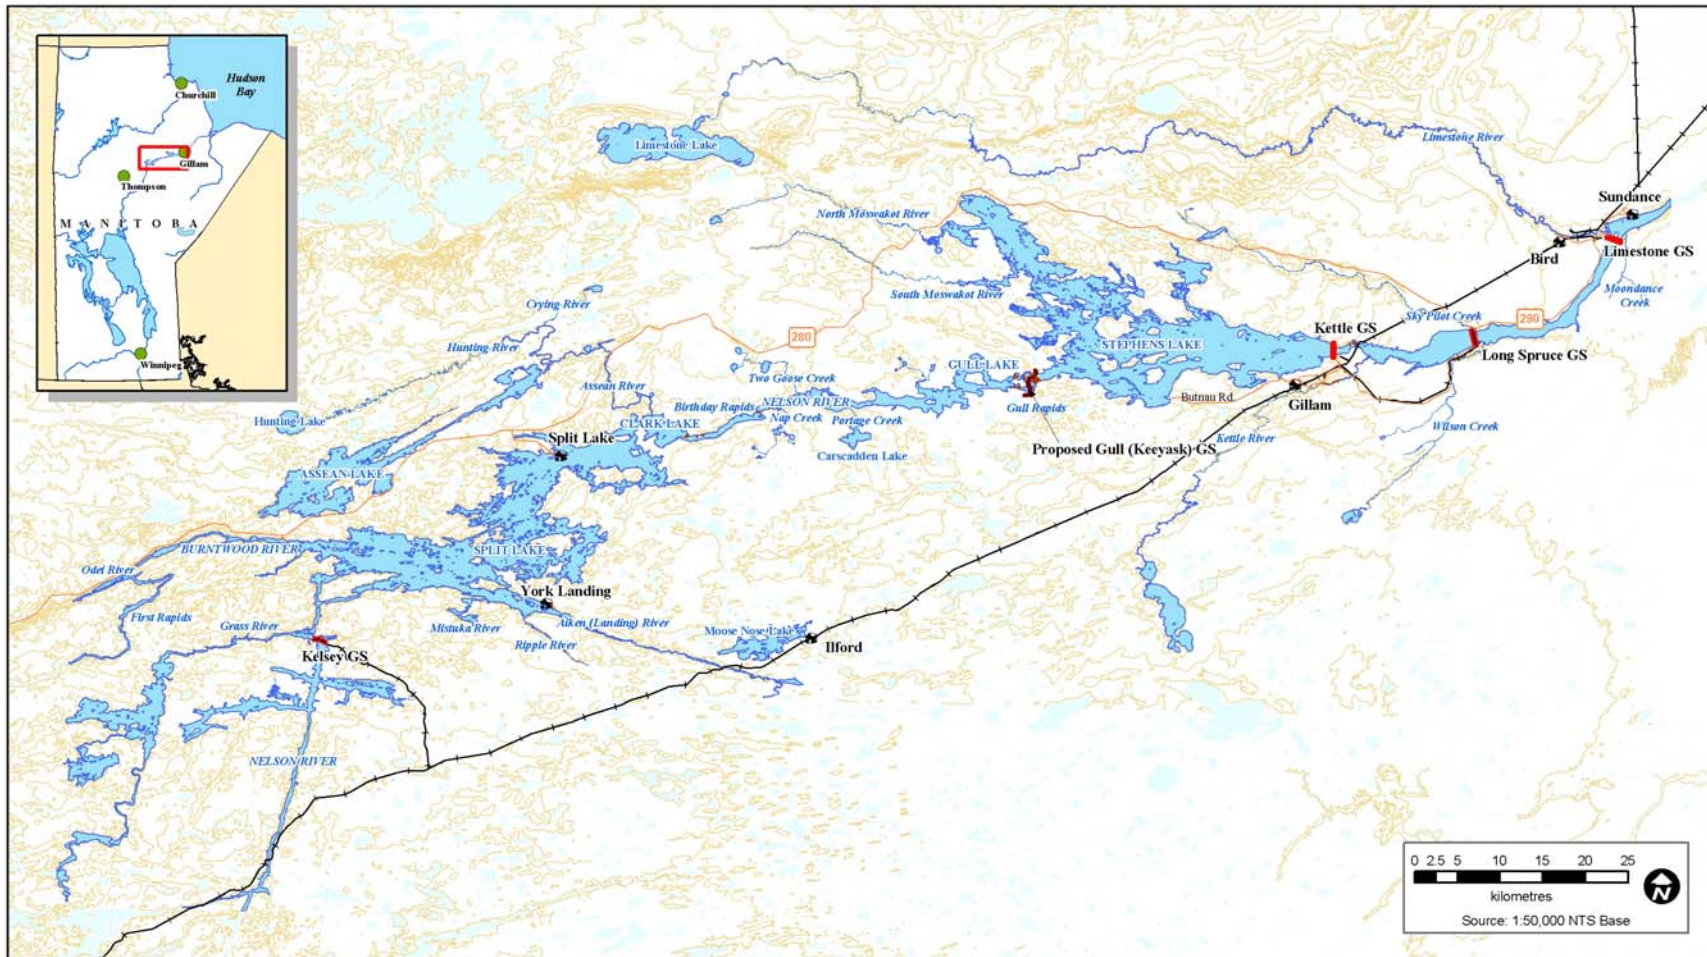 Hudson
Bay
Churchill
Gillam
Thompson
M A N I T O B A
Winnipeg
Limestone Lake
Limestone River
Sundance
North Moswakot River
Bird
Limestone GS
Moondance
Creek
South Moswakot River
Crying River
Sky Pilot Creek
290
280
Kettle GS
Hunting River
STEPHENS LAKE
Long Spruce GS
GULL LAKE
Two Goose Creek
Assean River
Gillam
Butnau Rd
NELSON RIVER
Birthday Rapids
Gull Rapids
Nap Creek
Portage Creek
Hunting Lake
CLARK LAKE
Wilson Creek
Split Lake
Kettle River
Proposed Gull (Keeyask) GS
Carscadden Lake
ASSEAN LAKE
BURNTWOOD RIVER
SPLIT LAKE
Odei River
York Landing
First Rapids
Grass River
Mistuka River
Aiken (Landing) River
Moose Nose Lake
Ripple River
Ilford
Kelsey GS
NELSON RIVER
0 2.5 5 10 15 20 25
kilometres
N
Source: 1:50,000 NTS Base